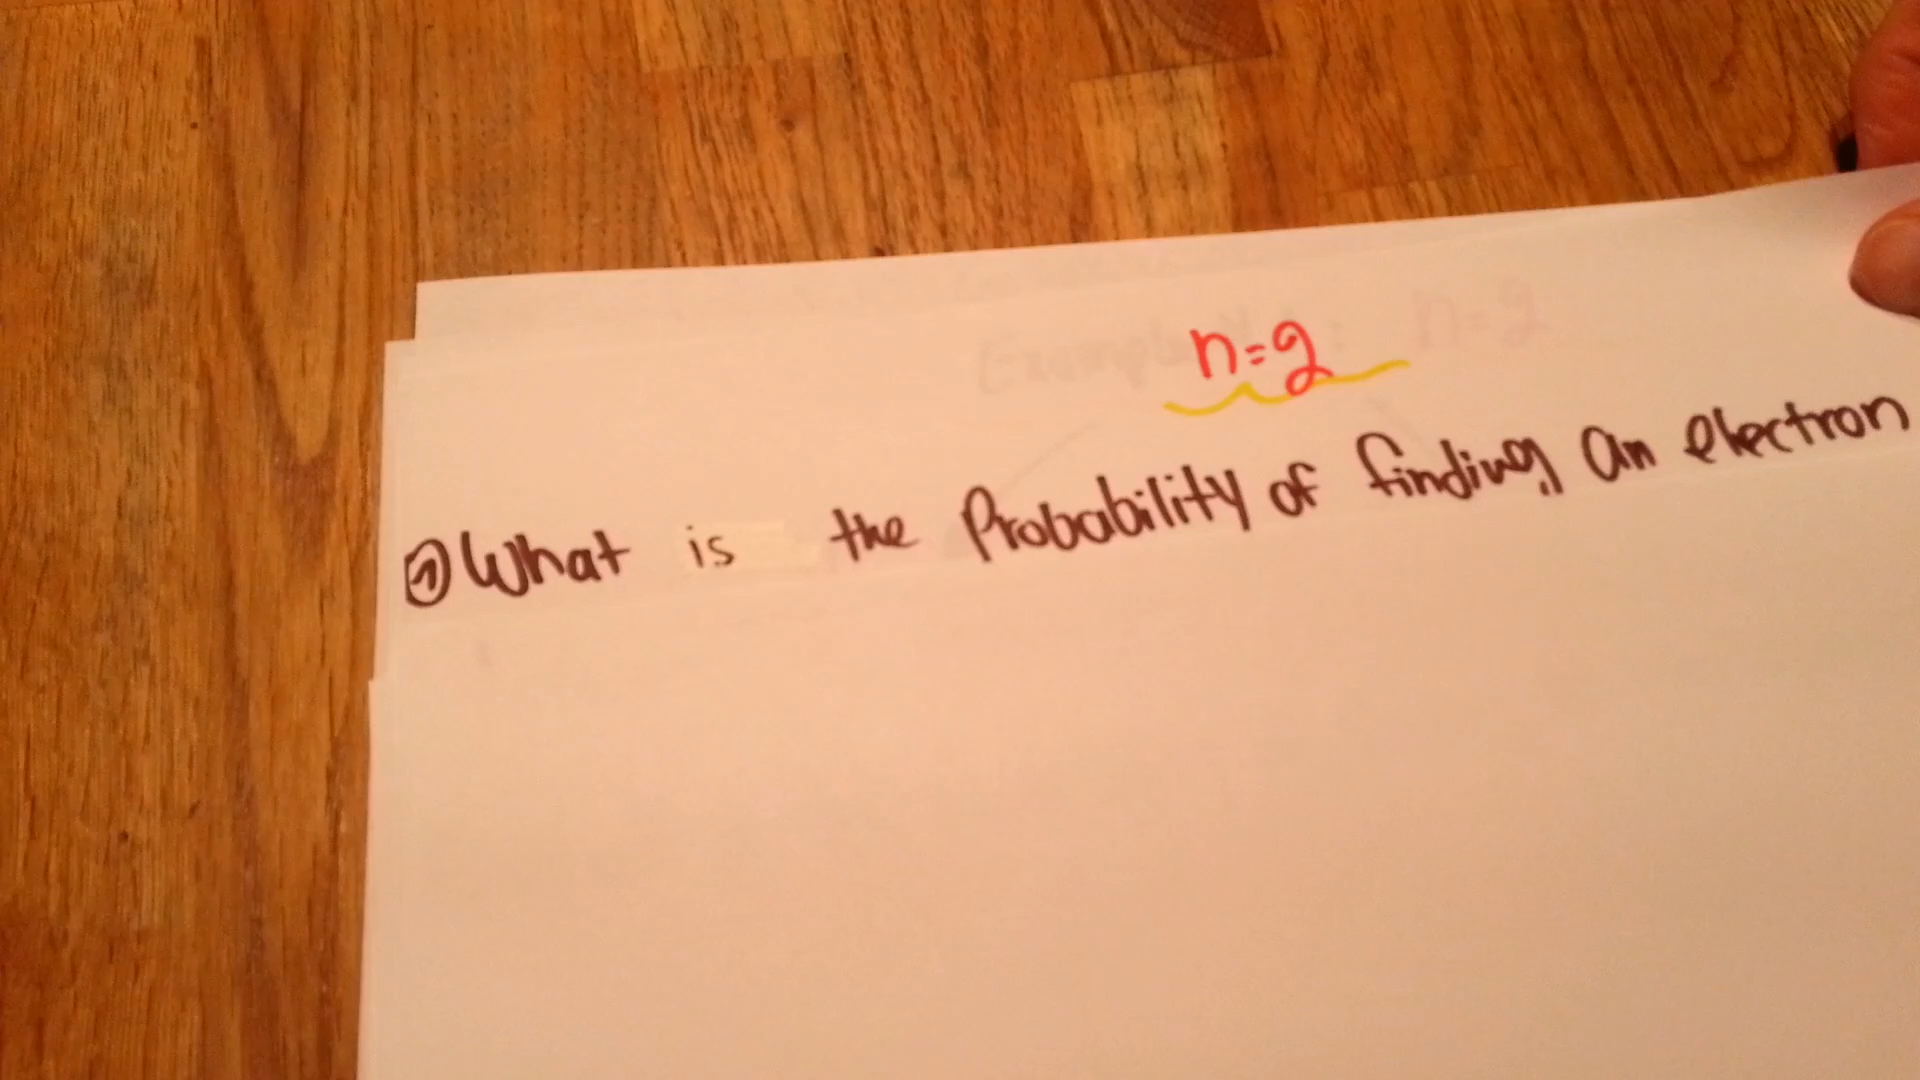 n=2
① What is the Probability of finding an electron